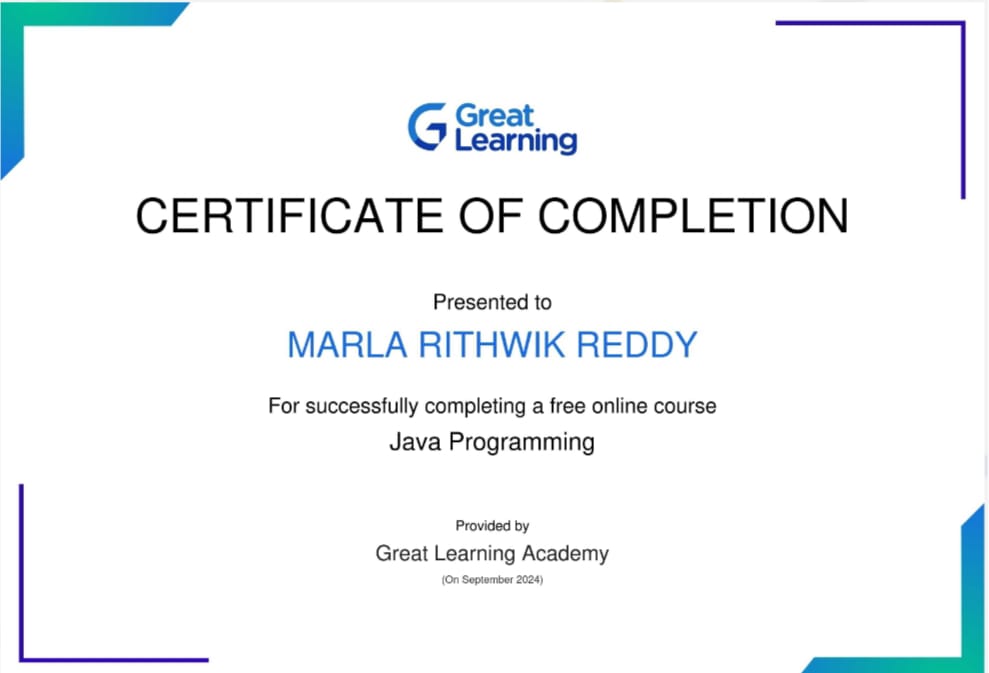 Great
Learning
CERTIFICATE OF COMPLETION
Presented to
MARLA RITHWIK REDDY
For successfully completing a free online course
Java Programming
Provided by
Great Learning Academy
(On September 2024)